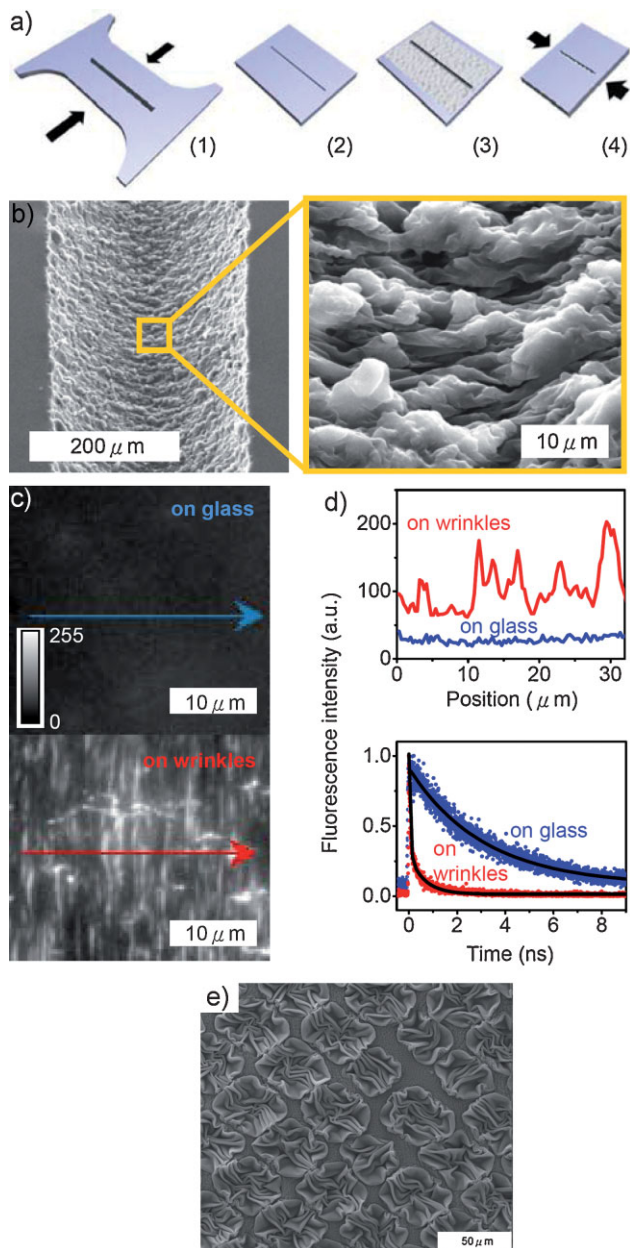 a)
(1)
(2)
(3)
(4)
b)
200 μm
10 μm
c)
on glass
255
0
10 μm
on wrinkles
10 μm
d)
Fluorescence intensity (a.u.)
200
100
0
on wrinkles
on glass
0 10 20 30
Position ( μm)
1.0
0.5
0.0
on glass
on
wrinkles
0 2 4 6 8
Time (ns)
e)
50μm